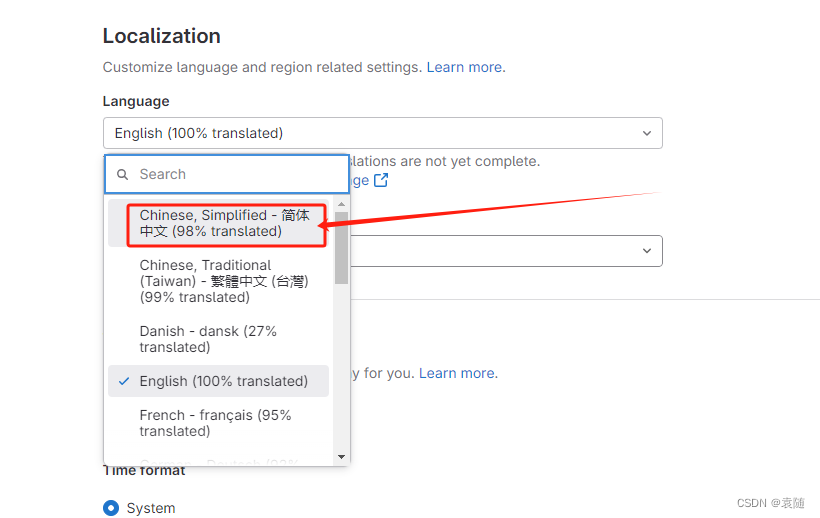 Localization
Customize language and region related settings. Learn more.
Language
English (100% translated)
lations are not yet complete.
Search
ge
Chinese, Simplified - 简体
中文 (98% translated)
Chinese, Traditional
(Taiwan) - 繁體中文 (台灣)
(99% translated)
Danish - dansk (27%
translated)
y for you. Learn more.
English (100% translated)
French - français (95%
translated)
Time format
System
CSDN @袁随